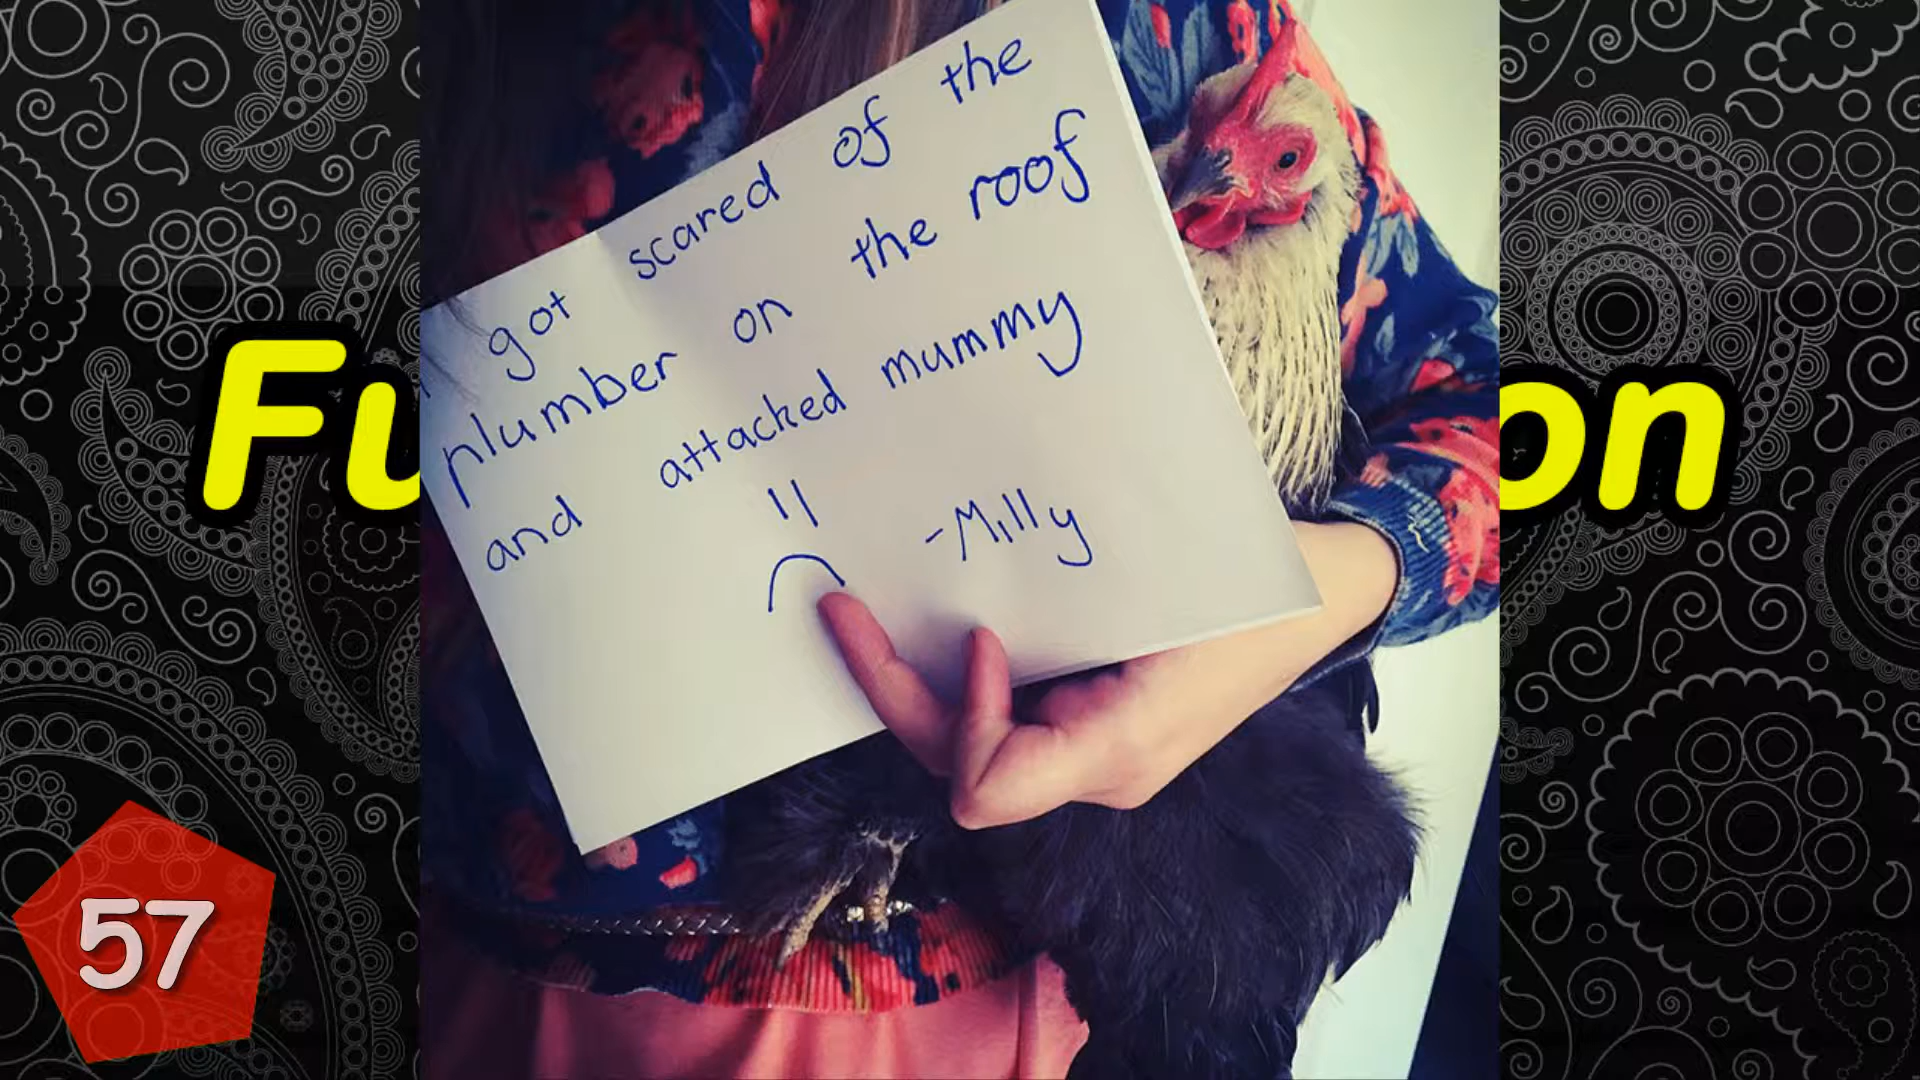 got scared of the
plumber on the roof
and attacked mummy
-Milly
Fu
on
57